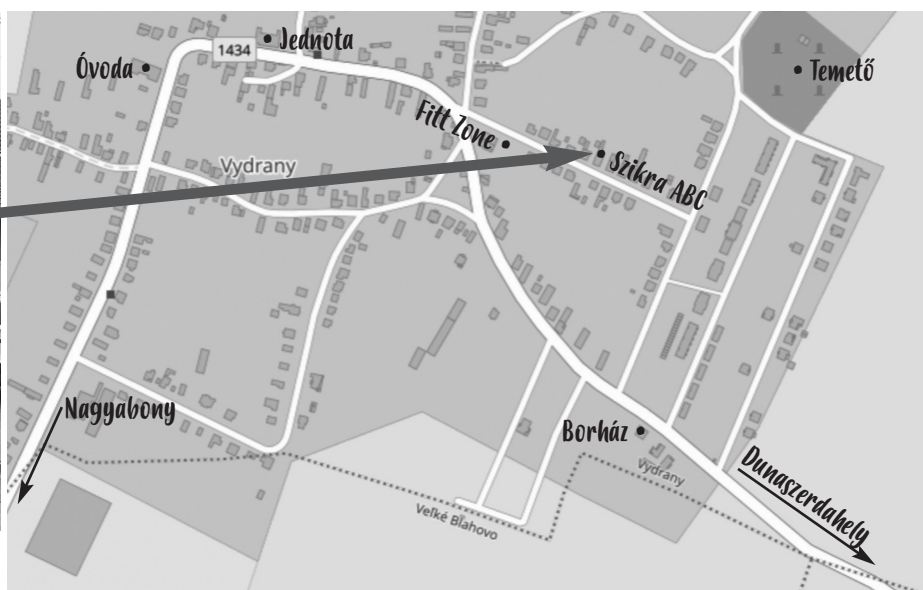 Jednota
1434
Óvoda
Temető
Fitt Zone
Szikra ABC
Vydrany
Nagyabony
Borház
Vydrany
Dunaszerdahely
Veľké Blahovo